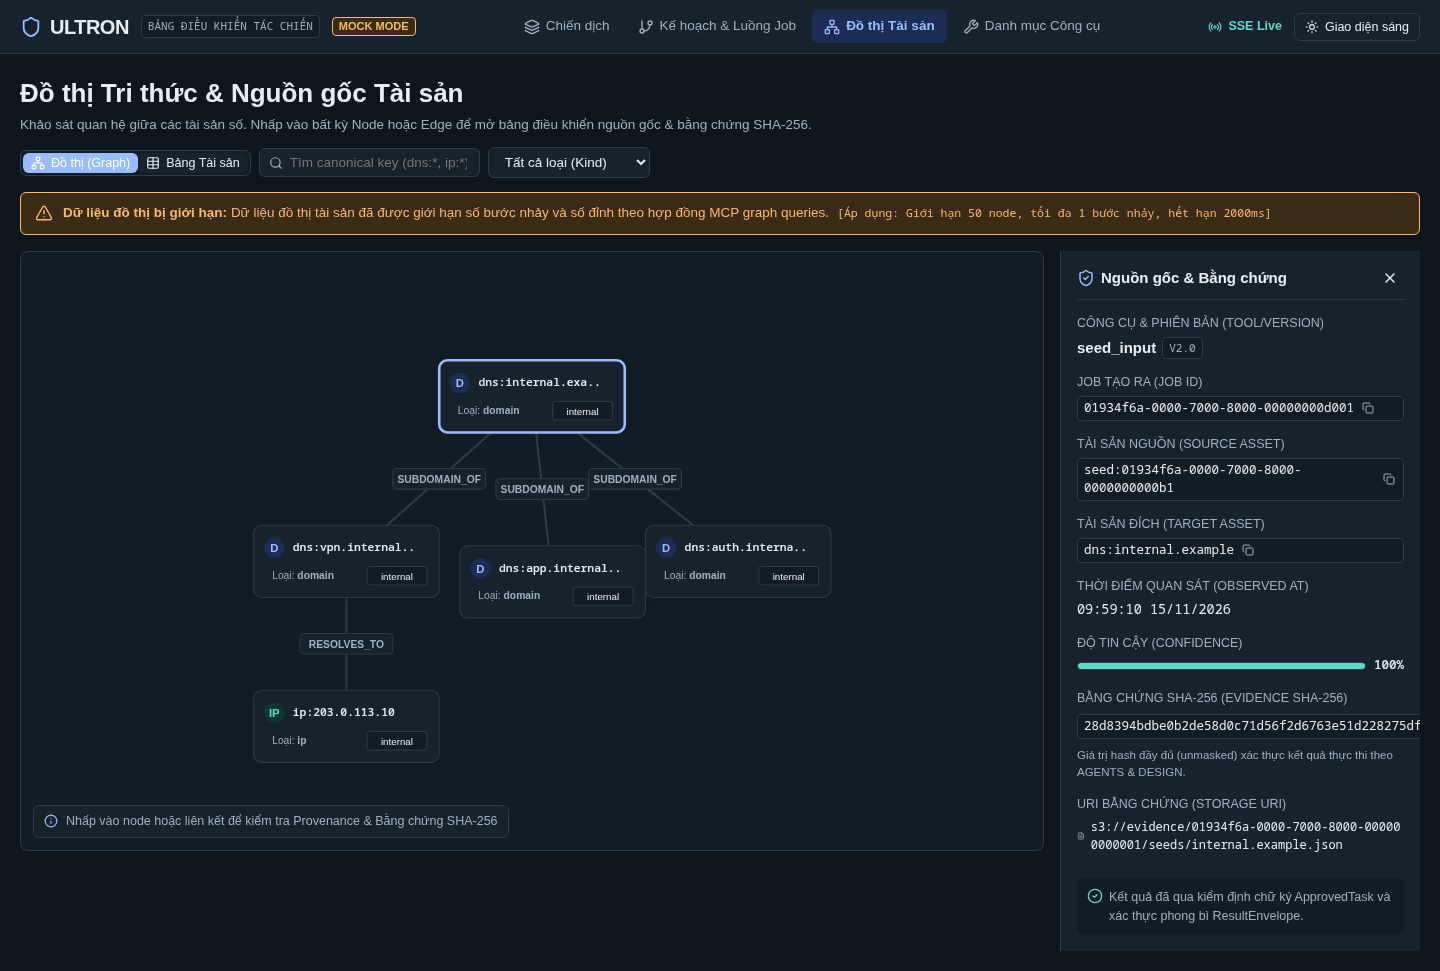 ULTRON
BẢNG ĐIỀU KHIỂN TÁC CHIẾN
MOCK MODE
Chiến dịch
Kế hoạch & Luồng Job
Đồ thị Tài sản
Danh mục Công cụ
SSE Live
Giao diện sáng
Đồ thị Tri thức & Nguồn gốc Tài sản
Khảo sát quan hệ giữa các tài sản số. Nhấp vào bất kỳ Node hoặc Edge để mở bảng điều khiển nguồn gốc & bằng chứng SHA-256.
Đồ thị (Graph)
Bảng Tài sản
Tìm canonical key (dns:*, ip:*)
Tất cả loại (Kind)
Dữ liệu đồ thị bị giới hạn: Dữ liệu đồ thị tài sản đã được giới hạn số bước nhảy và số đỉnh theo hợp đồng MCP graph queries. [Áp dụng: Giới hạn 50 node, tối đa 1 bước nhảy, hết hạn 2000ms]
D dns:internal.exa..
Loại: domain internal
SUBDOMAIN_OF
SUBDOMAIN_OF
SUBDOMAIN_OF
D dns:vpn.internal..
Loại: domain internal
D dns:app.internal..
Loại: domain internal
D dns:auth.interna..
Loại: domain internal
RESOLVES_TO
IP ip:203.0.113.10
Loại: ip internal
Nhấp vào node hoặc liên kết để kiểm tra Provenance & Bằng chứng SHA-256
Nguồn gốc & Bằng chứng
CÔNG CỤ & PHIÊN BẢN (TOOL/VERSION)
seed_input V2.0
JOB TẠO RA (JOB ID)
01934f6a-0000-7000-8000-00000000d001
TÀI SẢN NGUỒN (SOURCE ASSET)
seed:01934f6a-0000-7000-8000-
0000000000b1
TÀI SẢN ĐÍCH (TARGET ASSET)
dns:internal.example
THỜI ĐIỂM QUAN SÁT (OBSERVED AT)
09:59:10 15/11/2026
ĐỘ TIN CẬY (CONFIDENCE)
100%
BẰNG CHỨNG SHA-256 (EVIDENCE SHA-256)
28d8394bdbe0b2de58d0c71d56f2d6763e51d228275df
Giá trị hash đầy đủ (unmasked) xác thực kết quả thực thi theo
AGENTS & DESIGN.
URI BẰNG CHỨNG (STORAGE URI)
s3://evidence/01934f6a-0000-7000-8000-00000
0000001/seeds/internal.example.json
Kết quả đã qua kiểm định chữ ký ApprovedTask và
xác thực phong bì ResultEnvelope.